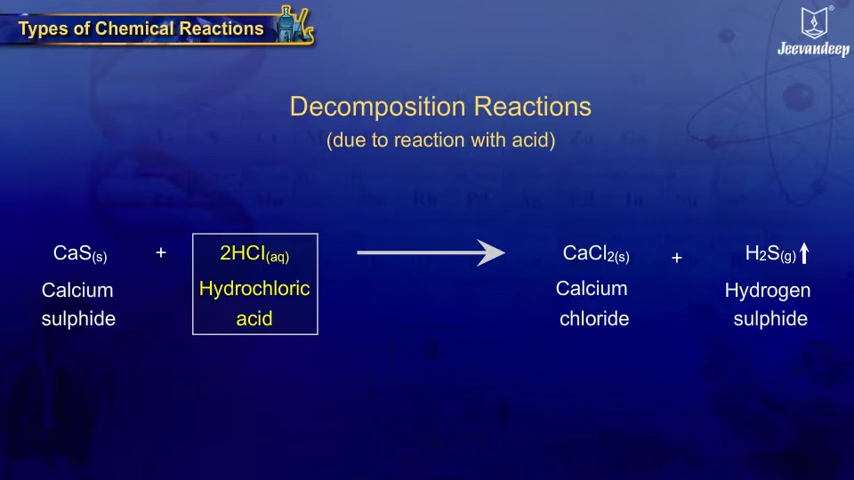 Types of Chemical Reactions
Jeevandeep®
Decomposition Reactions
(due to reaction with acid)
CaS(s) + 2HCl(aq) → CaCl2(s) + H2S(g)↑
Calcium sulphide
Hydrochloric acid
Calcium chloride
Hydrogen sulphide